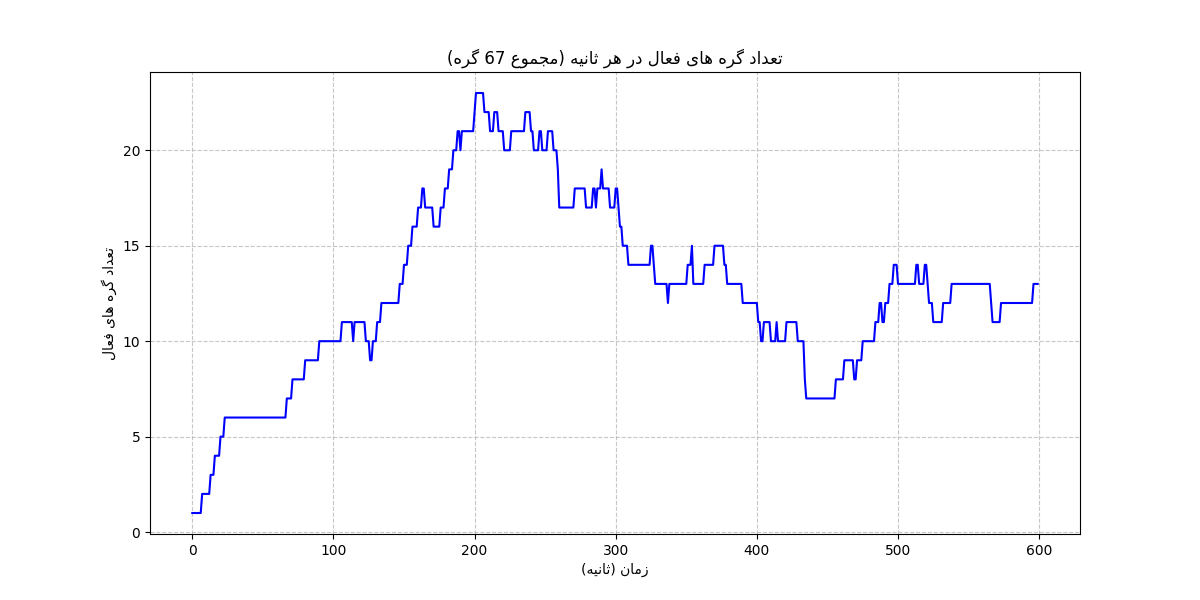 تعداد گره های فعال در هر ثانیه (مجموع 67 گره)
تعداد گره های فعال
20
15
10
5
0
0 100 200 300 400 500 600
زمان (ثانیه)